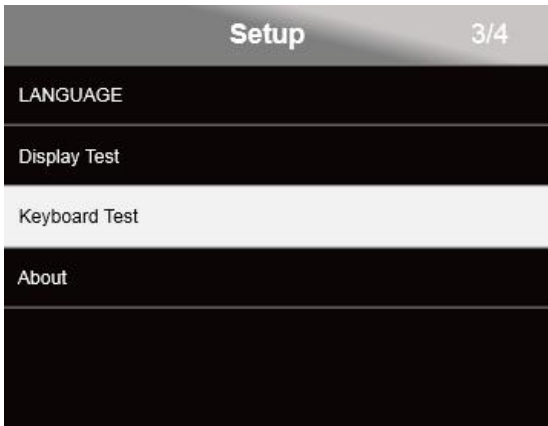 Setup 3/4
LANGUAGE
Display Test
Keyboard Test
About